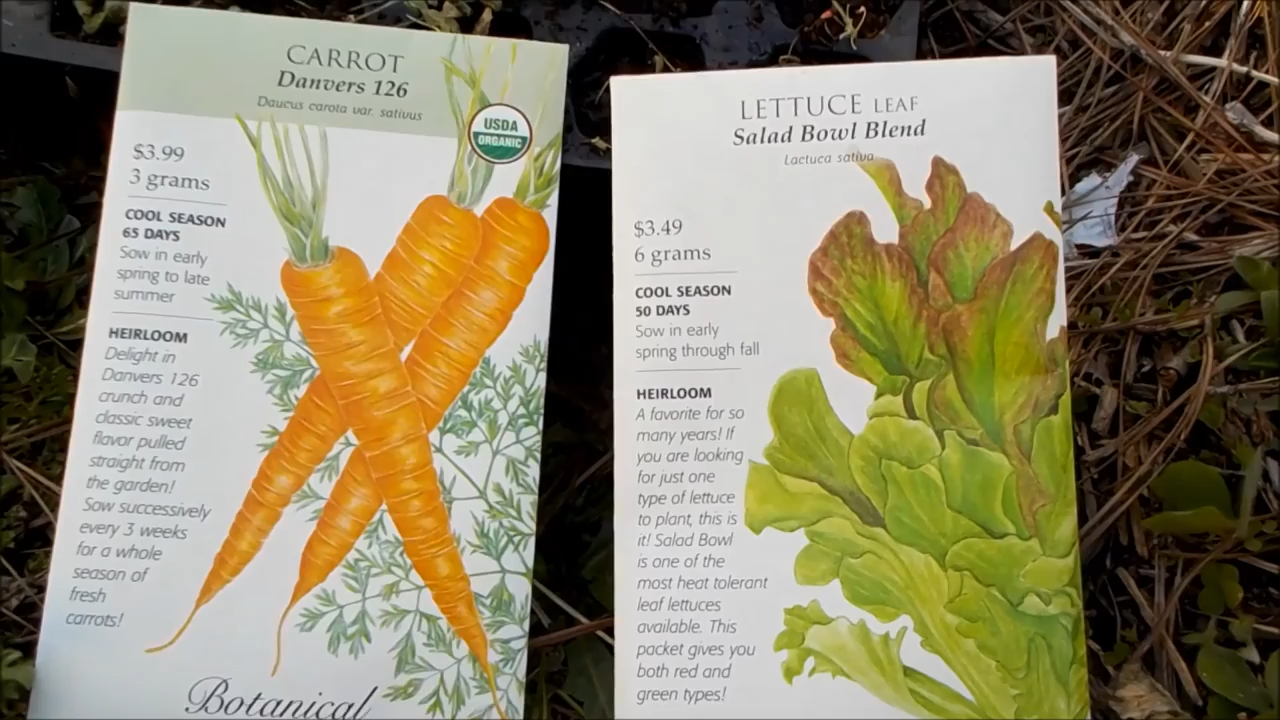 CARROT
Danvers 126
Daucus carota var. sativus
USDA
ORGANIC
$3.99
3 grams
COOL SEASON
65 DAYS
Sow in early
spring to late
summer
HEIRLOOM
Delight in
Danvers 126
crunch and
classic sweet
flavor pulled
straight from
the garden!
Sow successively
every 3 weeks
for a whole
season of
fresh
carrots!
Botanical
LETTUCE LEAF
Salad Bowl Blend
Lactuca sativa
$3.49
6 grams
COOL SEASON
50 DAYS
Sow in early
spring through fall
HEIRLOOM
A favorite for so
many years! If
you are looking
for just one
type of lettuce
to plant, this is
it! Salad Bowl
is one of the
most heat tolerant
leaf lettuces
available. This
packet gives you
both red and
green types!